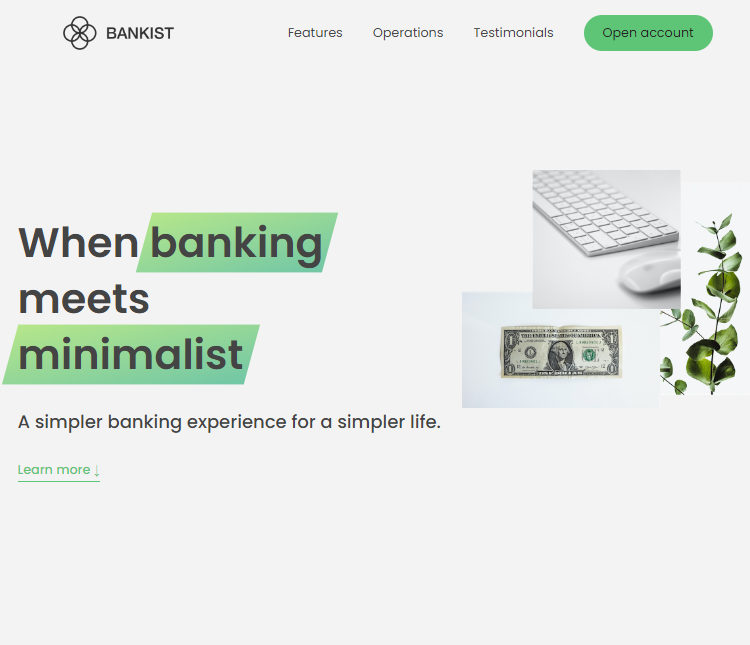 BANKIST
Features
Operations
Testimonials
Open account
When banking
meets
minimalist
A simpler banking experience for a simpler life.
Learn more ↓